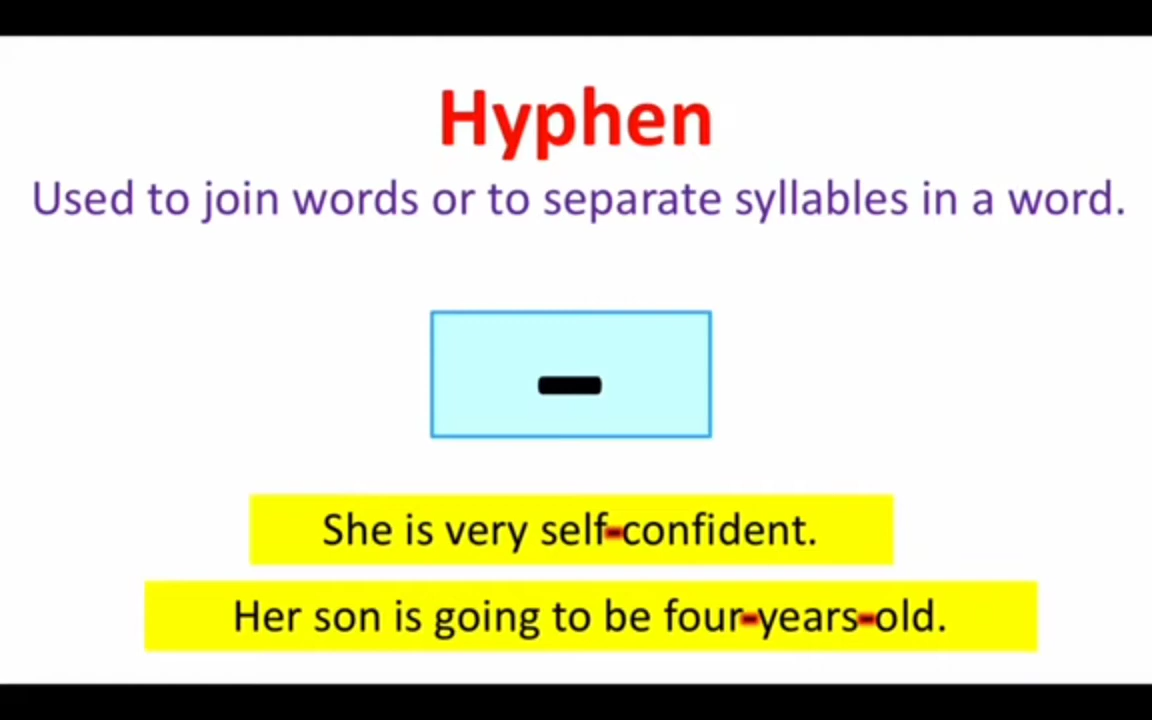 Hyphen
Used to join words or to separate syllables in a word.
-
She is very self-confident.
Her son is going to be four-years-old.